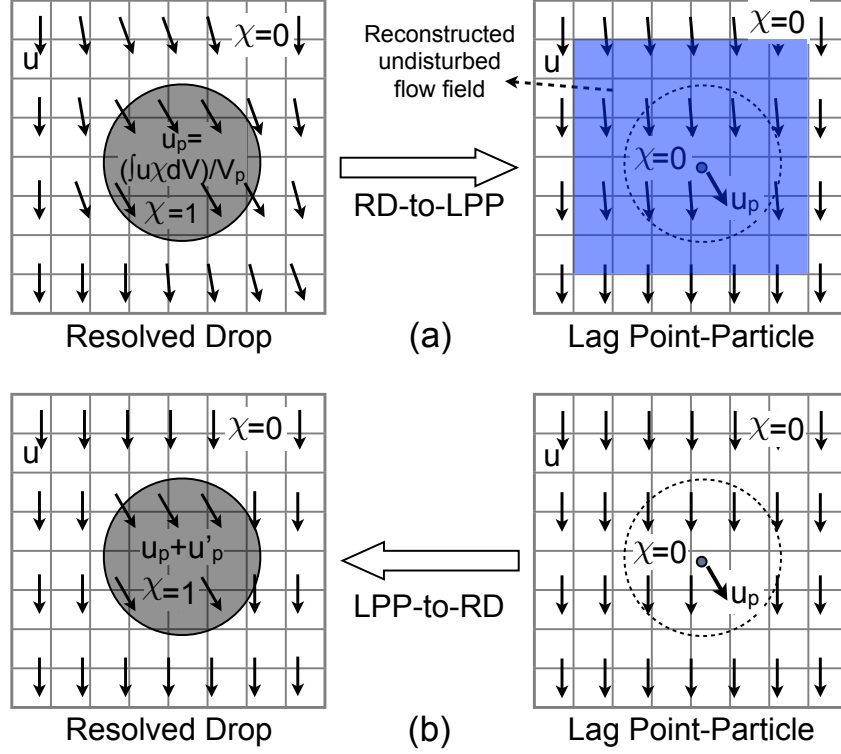 χ=0
u
u_p=
(∫uχdV)/V_p
χ=1
Resolved Drop
Reconstructed
undisturbed
flow field
RD-to-LPP
(a)
χ=0
u
χ=0
u_p
Lag Point-Particle
χ=0
u
u_p+u'_p
χ=1
Resolved Drop
LPP-to-RD
(b)
χ=0
u
χ=0
u_p
Lag Point-Particle